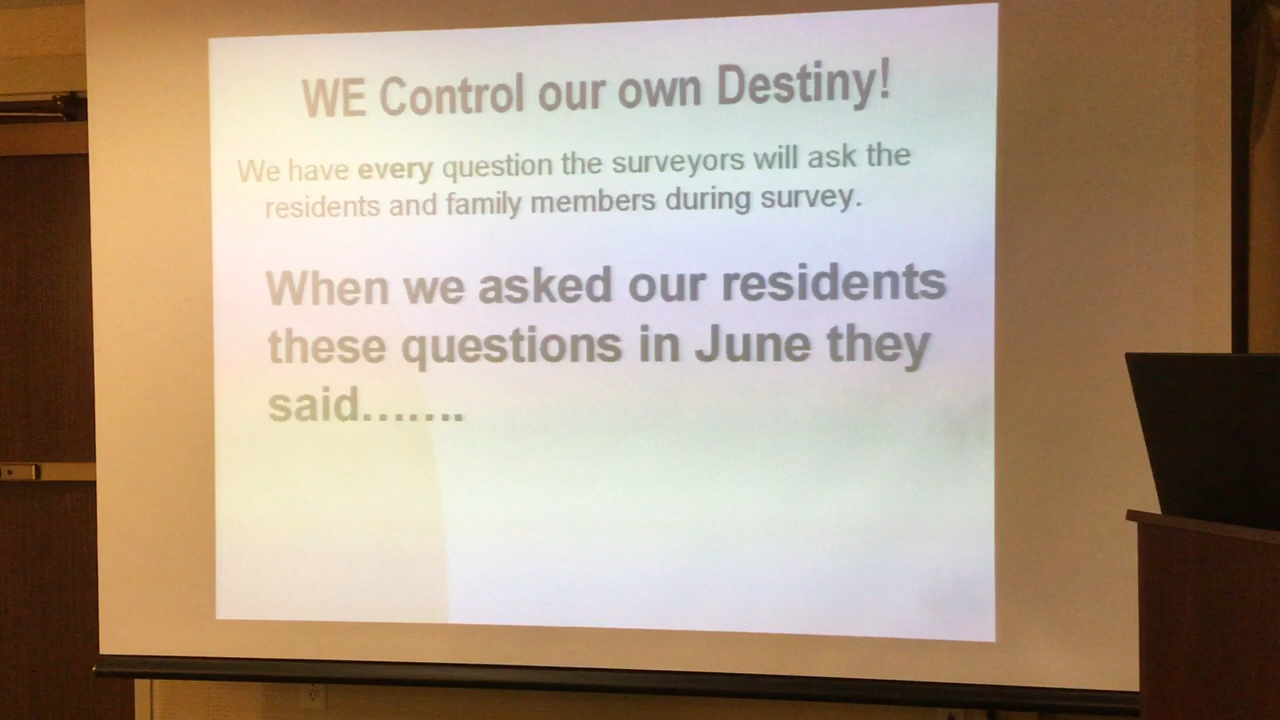 WE Control our own Destiny!
We have every question the surveyors will ask the
residents and family members during survey.
When we asked our residents
these questions in June they
said.......